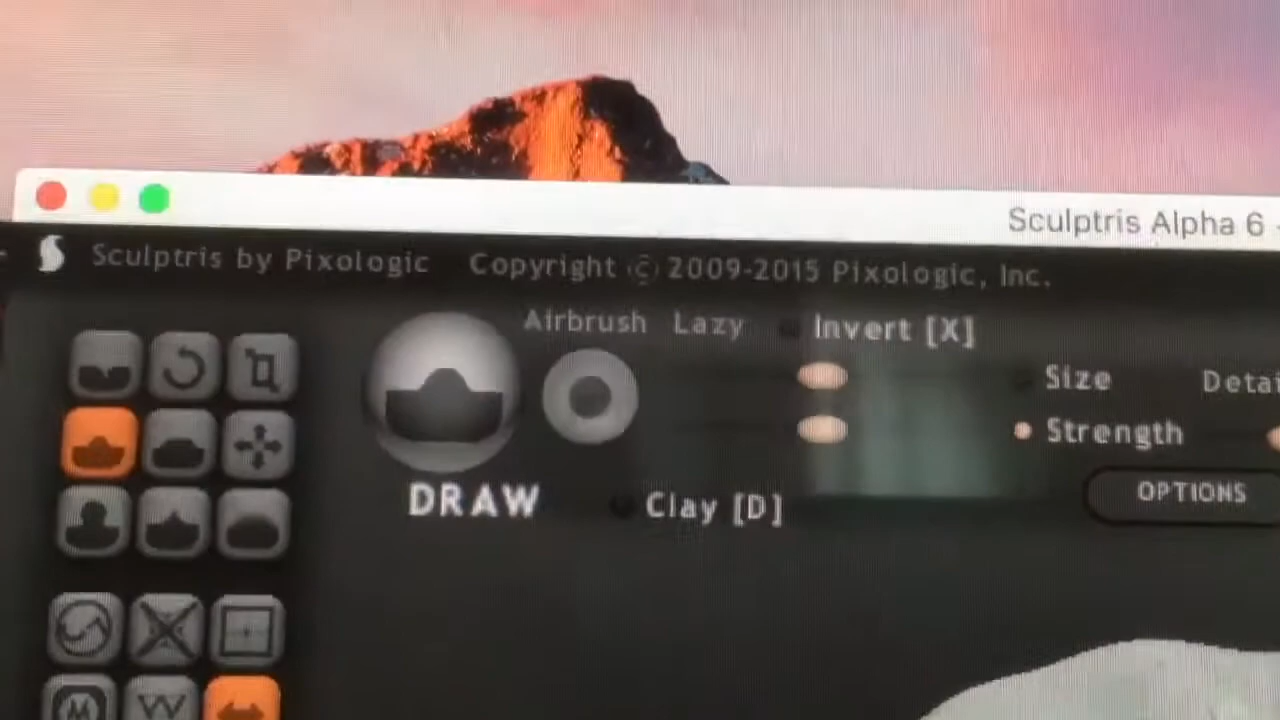 Sculptris Alpha 6
Sculptris by Pixologic Copyright © 2009-2015 Pixologic, Inc.
Airbrush Lazy Invert [X]
Size Detai
Strength
DRAW Clay [D] OPTIONS
M W